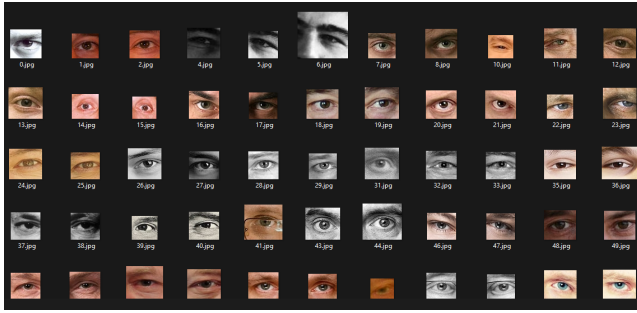 0.jpg 1.jpg 2.jpg 4.jpg 5.jpg 6.jpg 7.jpg 8.jpg 10.jpg 11.jpg 12.jpg
13.jpg 14.jpg 15.jpg 16.jpg 17.jpg 18.jpg 19.jpg 20.jpg 21.jpg 22.jpg 23.jpg
24.jpg 25.jpg 26.jpg 27.jpg 28.jpg 29.jpg 31.jpg 32.jpg 33.jpg 35.jpg 36.jpg
37.jpg 38.jpg 39.jpg 40.jpg 41.jpg 43.jpg 44.jpg 46.jpg 47.jpg 48.jpg 49.jpg